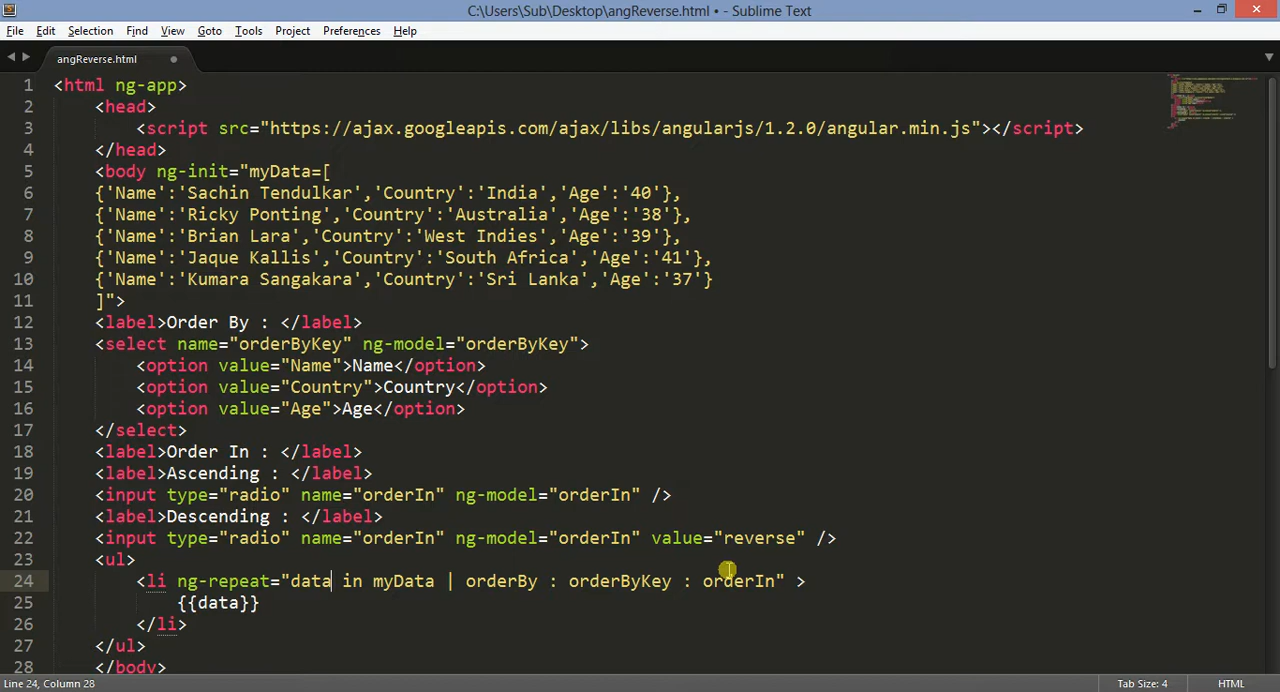 C:\Users\Sub\Desktop\angReverse.html • - Sublime Text
File Edit Selection Find View Goto Tools Project Preferences Help
angReverse.html
1 <html ng-app>
2 <head>
3 <script src="https://ajax.googleapis.com/ajax/libs/angularjs/1.2.0/angular.min.js"></script>
4 </head>
5 <body ng-init="myData=[
6 {'Name':'Sachin Tendulkar','Country':'India','Age':'40'},
7 {'Name':'Ricky Ponting','Country':'Australia','Age':'38'},
8 {'Name':'Brian Lara','Country':'West Indies','Age':'39'},
9 {'Name':'Jaque Kallis','Country':'South Africa','Age':'41'},
10 {'Name':'Kumara Sangakara','Country':'Sri Lanka','Age':'37'}
11 ]">
12 <label>Order By : </label>
13 <select name="orderByKey" ng-model="orderByKey">
14 <option value="Name">Name</option>
15 <option value="Country">Country</option>
16 <option value="Age">Age</option>
17 </select>
18 <label>Order In : </label>
19 <label>Ascending : </label>
20 <input type="radio" name="orderIn" ng-model="orderIn" />
21 <label>Descending : </label>
22 <input type="radio" name="orderIn" ng-model="orderIn" value="reverse" />
23 <ul>
24 <li ng-repeat="data in myData | orderBy : orderByKey : orderIn" >
25 {{data}}
26 </li>
27 </ul>
28 </body>
Line 24, Column 28 Tab Size: 4 HTML